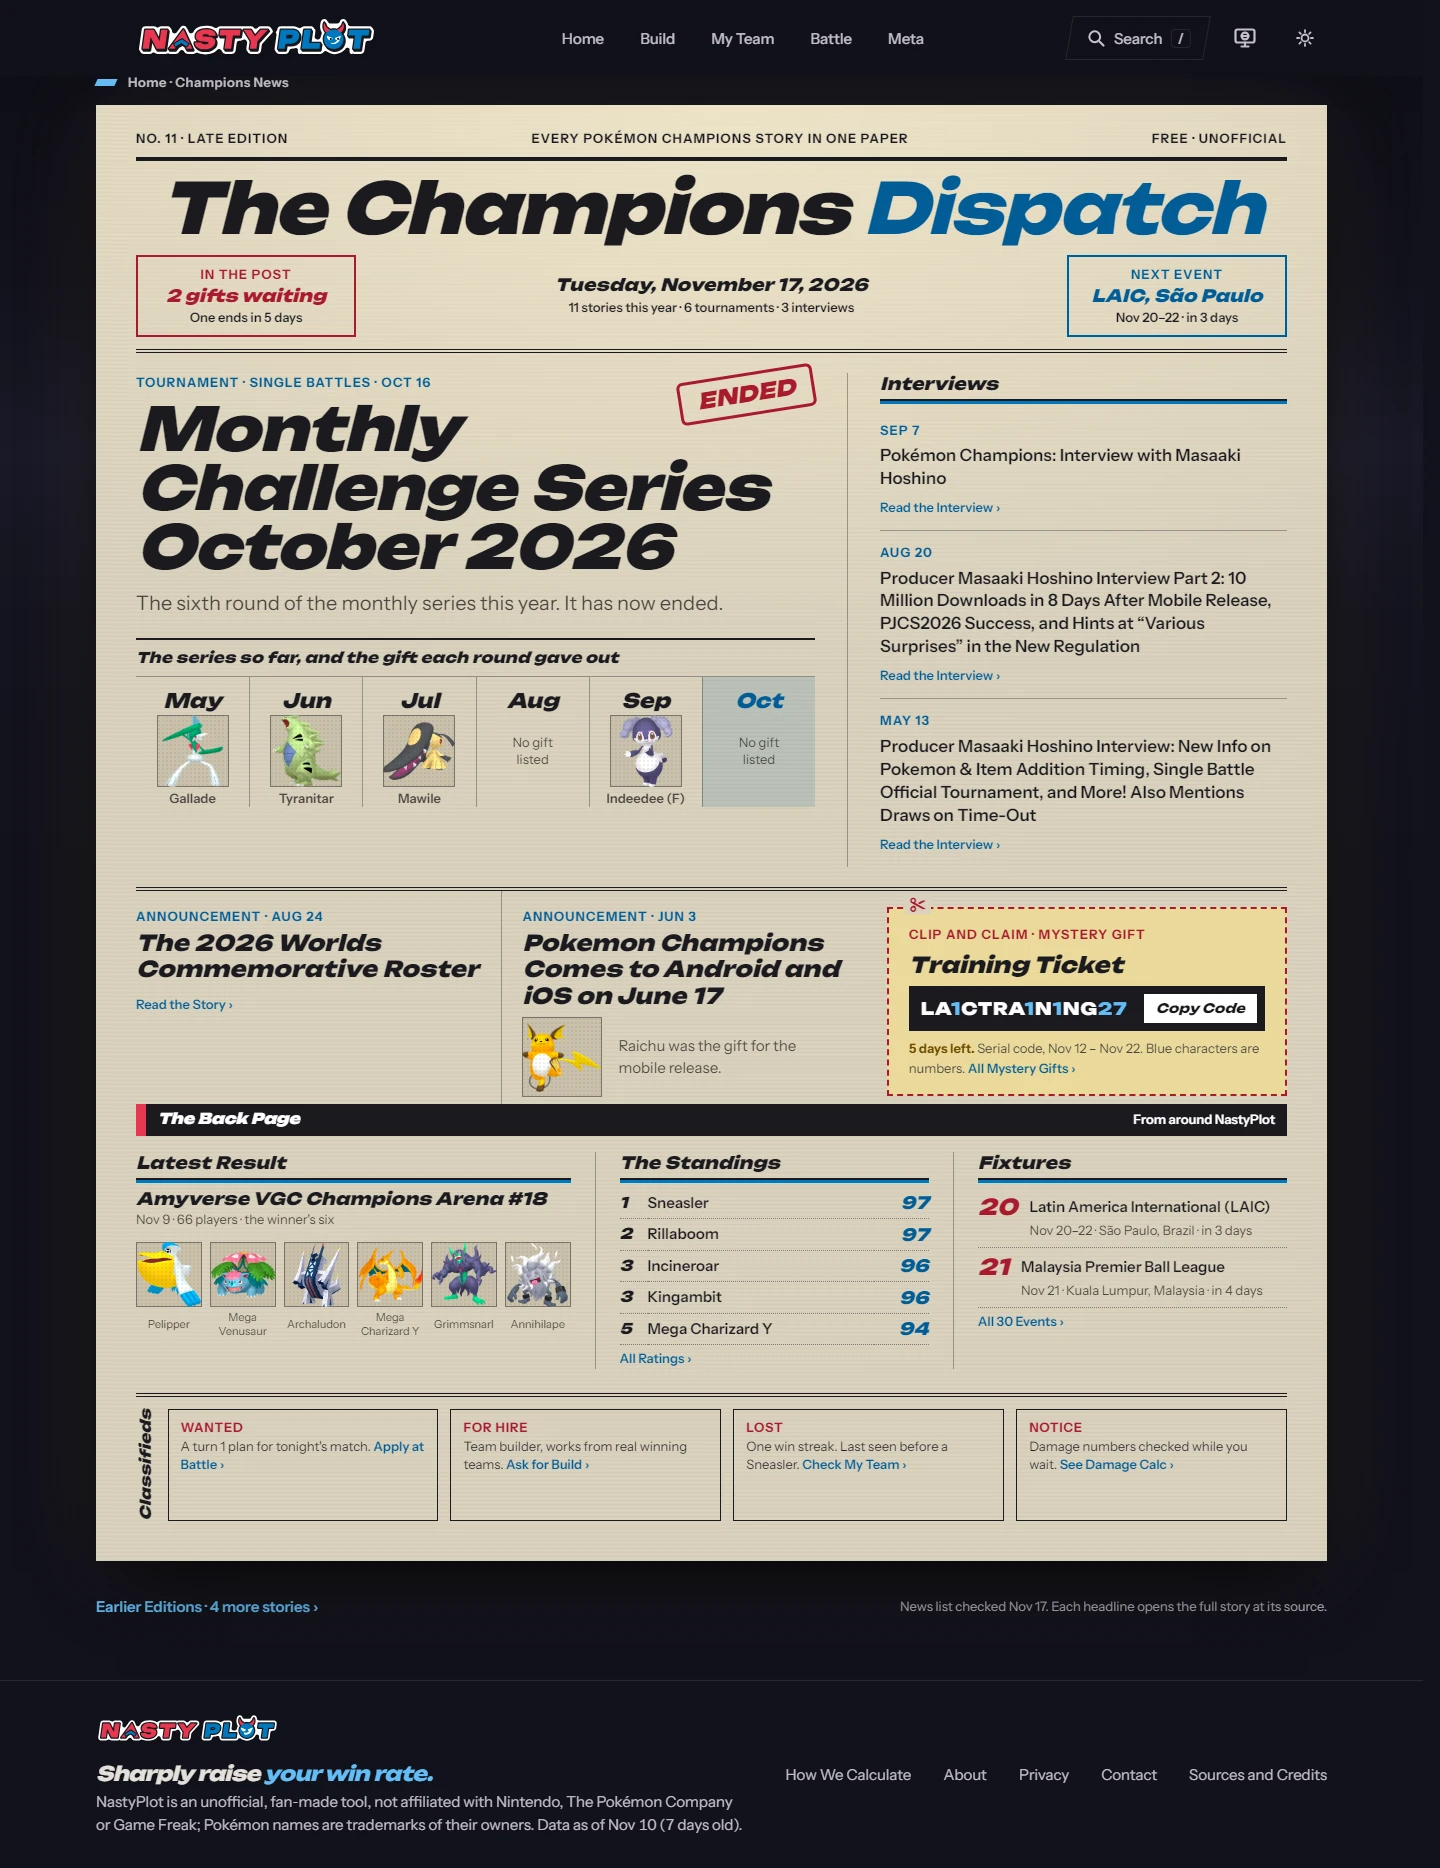 NASTY PLOT
Home
Build
My Team
Battle
Meta
Search /
Home · Champions News
NO. 11 · LATE EDITION
EVERY POKÉMON CHAMPIONS STORY IN ONE PAPER
FREE · UNOFFICIAL
The Champions Dispatch
IN THE POST
2 gifts waiting
One ends in 5 days
Tuesday, November 17, 2026
11 stories this year · 6 tournaments · 3 interviews
NEXT EVENT
LAIC, São Paulo
Nov 20–22 · in 3 days
TOURNAMENT · SINGLE BATTLES · OCT 16
ENDED
Monthly
Challenge Series
October 2026
The sixth round of the monthly series this year. It has now ended.
The series so far, and the gift each round gave out
May
Gallade
Jun
Tyranitar
Jul
Mawile
Aug
No gift
listed
Sep
Indeedee (F)
Oct
No gift
listed
Interviews
SEP 7
Pokémon Champions: Interview with Masaaki
Hoshino
Read the Interview ›
AUG 20
Producer Masaaki Hoshino Interview Part 2: 10
Million Downloads in 8 Days After Mobile Release,
PJCS2026 Success, and Hints at “Various
Surprises” in the New Regulation
Read the Interview ›
MAY 13
Producer Masaaki Hoshino Interview: New Info on
Pokemon & Item Addition Timing, Single Battle
Official Tournament, and More! Also Mentions
Draws on Time-Out
Read the Interview ›
ANNOUNCEMENT · AUG 24
The 2026 Worlds
Commemorative Roster
Read the Story ›
ANNOUNCEMENT · JUN 3
Pokemon Champions
Comes to Android and
iOS on June 17
Raichu was the gift for the
mobile release.
CLIP AND CLAIM · MYSTERY GIFT
Training Ticket
LA1CTRA1N1NG27
Copy Code
5 days left. Serial code, Nov 12 – Nov 22. Blue characters are
numbers. All Mystery Gifts ›
The Back Page
From around NastyPlot
Latest Result
Amyverse VGC Champions Arena #18
Nov 9 · 66 players · the winner's six
Pelipper
Mega
Venusaur
Archaludon
Mega
Charizard Y
Grimmsnarl
Annihilape
The Standings
1 Sneasler 97
2 Rillaboom 97
3 Incineroar 96
3 Kingambit 96
5 Mega Charizard Y 94
All Ratings ›
Fixtures
20 Latin America International (LAIC)
Nov 20–22 · São Paulo, Brazil · in 3 days
21 Malaysia Premier Ball League
Nov 21 · Kuala Lumpur, Malaysia · in 4 days
All 30 Events ›
Classifieds
WANTED
A turn 1 plan for tonight's match. Apply at
Battle ›
FOR HIRE
Team builder, works from real winning
teams. Ask for Build ›
LOST
One win streak. Last seen before a
Sneasler. Check My Team ›
NOTICE
Damage numbers checked while you
wait. See Damage Calc ›
Earlier Editions · 4 more stories ›
News list checked Nov 17. Each headline opens the full story at its source.
NASTY PLOT
Sharply raise your win rate.
NastyPlot is an unofficial, fan-made tool, not affiliated with Nintendo, The Pokémon Company
or Game Freak; Pokémon names are trademarks of their owners. Data as of Nov 10 (7 days old).
How We Calculate
About
Privacy
Contact
Sources and Credits